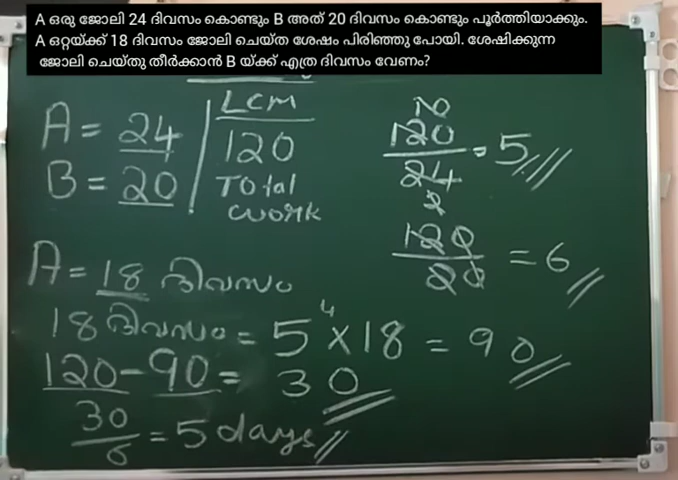 A ഒരു ജോലി 24 ദിവസം കൊണ്ടും B അത് 20 ദിവസം കൊണ്ടും പൂർത്തിയാക്കും.
A ഒറ്റയ്ക്ക് 18 ദിവസം ജോലി ചെയ്ത ശേഷം പിരിഞ്ഞു പോയി. ശേഷിക്കുന്ന
ജോലി ചെയ്തു തീർക്കാൻ B യ്ക്ക് എത്ര ദിവസം വേണം?
A = 24
B = 20
LCM
120
Total
work
120/24 = 5
120/20 = 6
A = 18 ദിവസം
18 ദിവസം = 5 × 18 = 90
120-90 = 30
30/6 = 5 days